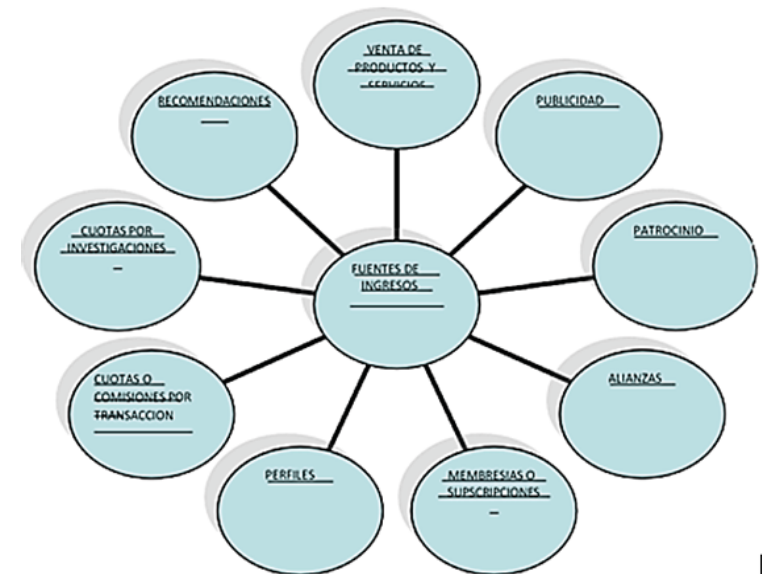 VENTA DE
PRODUCTOS Y
SERVICIOS
RECOMENDACIONES
PUBLICIDAD
CUOTAS POR
INVESTIGACIONES
PATROCINIO
FUENTES DE
INGRESOS
CUOTAS O
COMISIONES POR
TRANSACCION
ALIANZAS
PERFILES
MEMBRESIAS O
SUPSCRIPCIONES